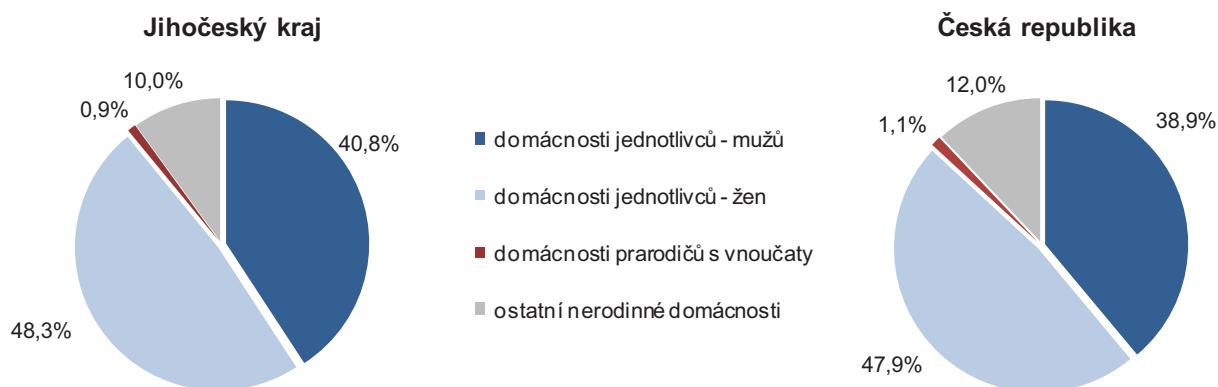 Jihočeský kraj
10,0%
0,9%
40,8%
48,3%
domácnosti jednotlivců - mužů
domácnosti jednotlivců - žen
domácnosti prarodičů s vnoučaty
ostatní nerodinné domácnosti
Česká republika
12,0%
1,1%
38,9%
47,9%